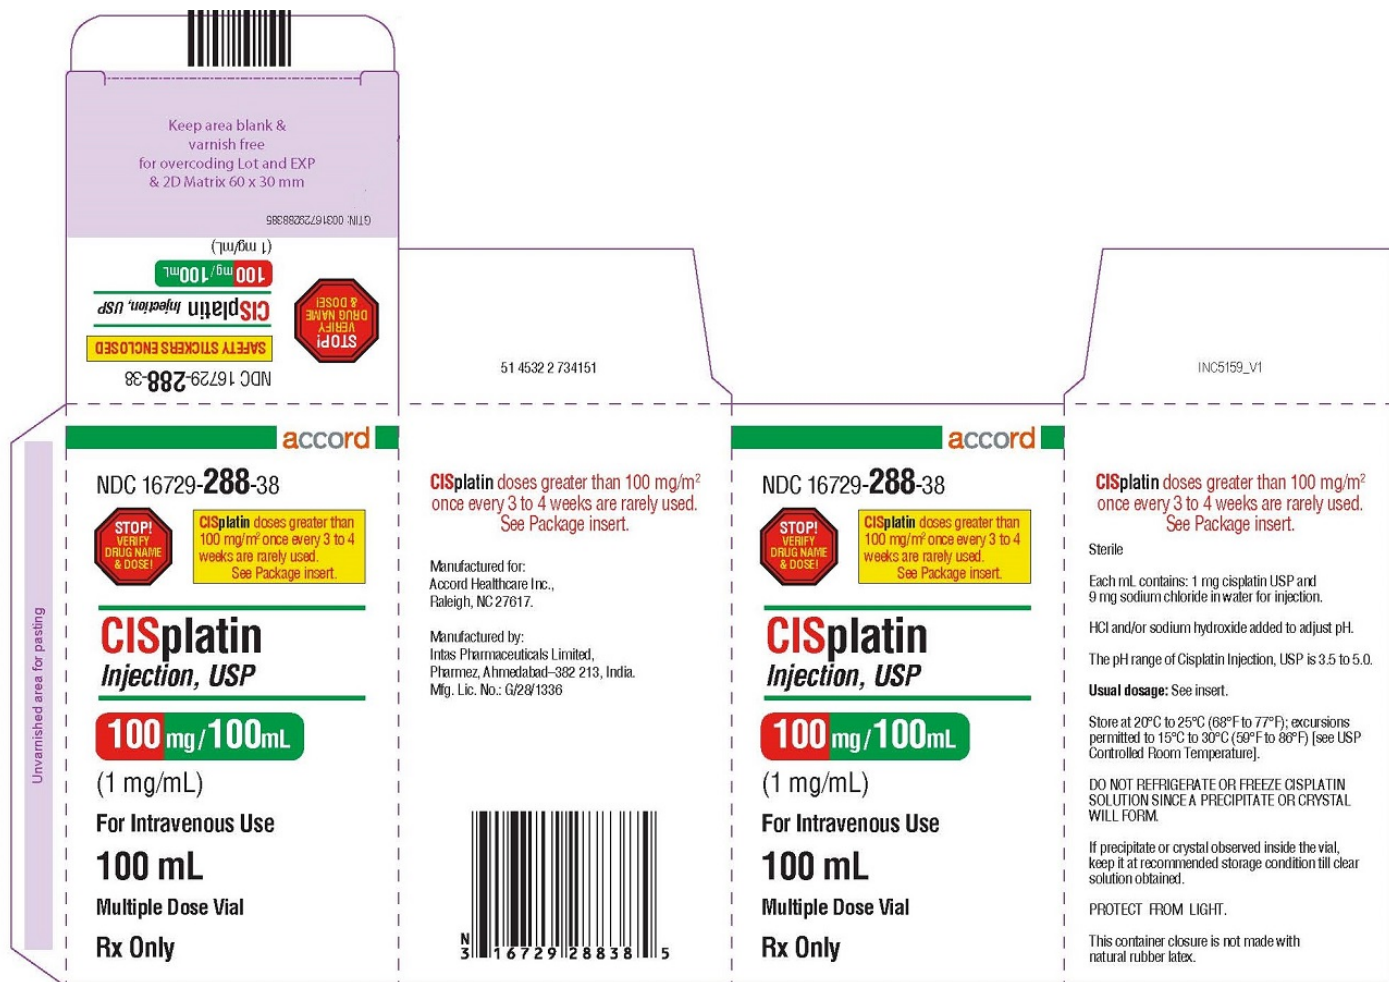 Keep area blank &
varnish free
for overcoding Lot and EXP
& 2D Matrix 60 x 30 mm
GTIN: 00316729288385
NDC 16729-288-38
SAFETY STICKERS ENCLOSED
CISplatin Injection, USP
100 mg/100mL
(1 mg/mL)
STOP!
VERIFY
DRUG NAME
& DOSE!
51 4532 2 734151
INC5159_V1
Unvarnished area for pasting
accord
NDC 16729-288-38
STOP!
VERIFY
DRUG NAME
& DOSE!
CISplatin doses greater than
100 mg/m² once every 3 to 4
weeks are rarely used.
See Package insert.
CISplatin
Injection, USP
100 mg/100mL
(1 mg/mL)
For Intravenous Use
100 mL
Multiple Dose Vial
Rx Only
CISplatin doses greater than 100 mg/m²
once every 3 to 4 weeks are rarely used.
See Package insert.
Manufactured for:
Accord Healthcare Inc.,
Raleigh, NC 27617.
Manufactured by:
Intas Pharmaceuticals Limited,
Pharmez, Ahmedabad–382 213, India.
Mfg. Lic. No.: G/28/1336
N
3 16729 28838 5
accord
NDC 16729-288-38
STOP!
VERIFY
DRUG NAME
& DOSE!
CISplatin doses greater than
100 mg/m² once every 3 to 4
weeks are rarely used.
See Package insert.
CISplatin
Injection, USP
100 mg/100mL
(1 mg/mL)
For Intravenous Use
100 mL
Multiple Dose Vial
Rx Only
CISplatin doses greater than 100 mg/m²
once every 3 to 4 weeks are rarely used.
See Package insert.
Sterile
Each mL contains: 1 mg cisplatin USP and
9 mg sodium chloride in water for injection.
HCl and/or sodium hydroxide added to adjust pH.
The pH range of Cisplatin Injection, USP is 3.5 to 5.0.
Usual dosage: See insert.
Store at 20°C to 25°C (68°F to 77°F); excursions
permitted to 15°C to 30°C (59°F to 86°F) [see USP
Controlled Room Temperature].
DO NOT REFRIGERATE OR FREEZE CISPLATIN
SOLUTION SINCE A PRECIPITATE OR CRYSTAL
WILL FORM.
If precipitate or crystal observed inside the vial,
keep it at recommended storage condition till clear
solution obtained.
PROTECT FROM LIGHT.
This container closure is not made with
natural rubber latex.